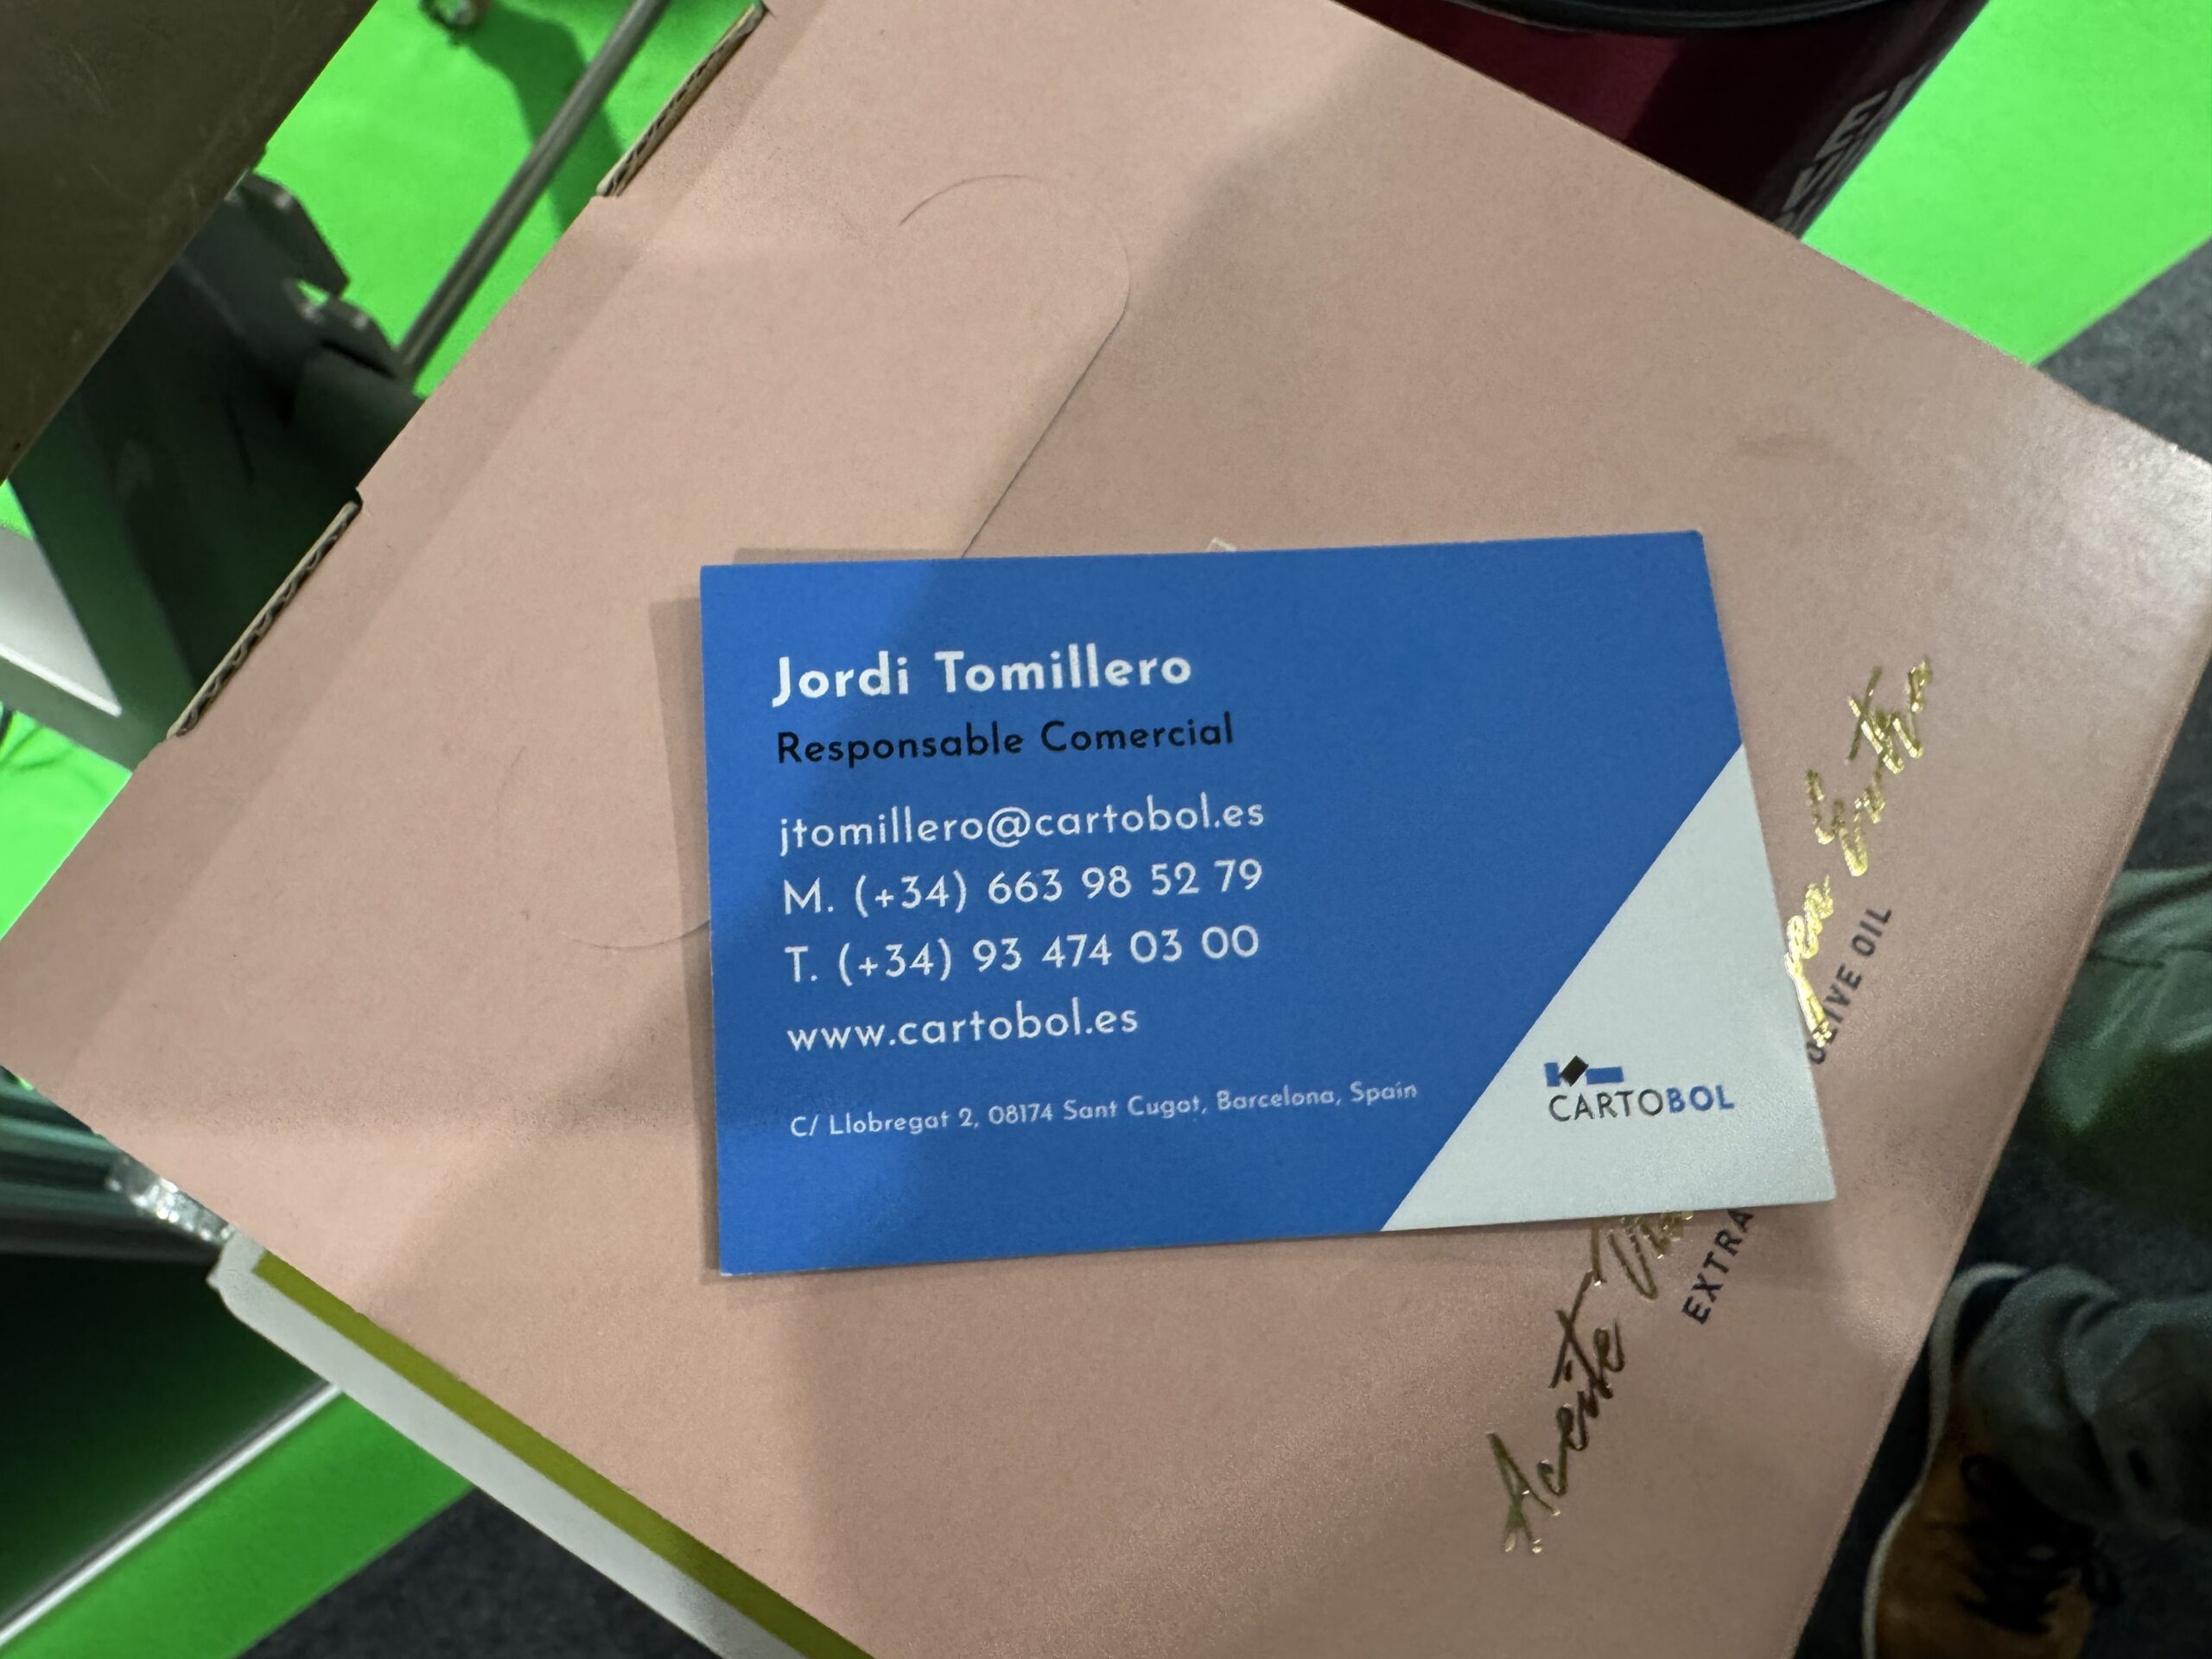 Jordi Tomillero
Responsable Comercial
jtomillero@cartobol.es
M. (+34) 663 98 52 79
T. (+34) 93 474 03 00
www.cartobol.es
C/ Llobregat 2, 08174 Sant Cugat, Barcelona, Spain
CARTOBOL
Aceite
EXTRA
OLIVE OIL